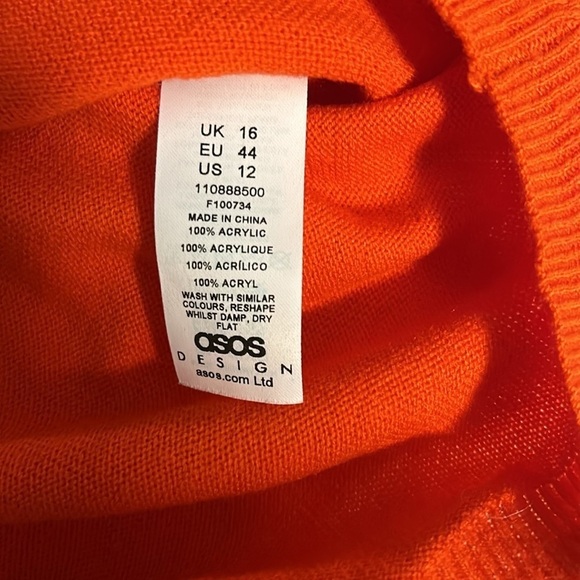 UK 16
EU 44
US 12
110888500
F100734
MADE IN CHINA
100% ACRYLIC
100% ACRYLIQUE
100% ACRÍLICO
100% ACRYL
WASH WITH SIMILAR
COLOURS, RESHAPE
WHILST DAMP, DRY
FLAT
asos
DESIGN
asos.com Ltd